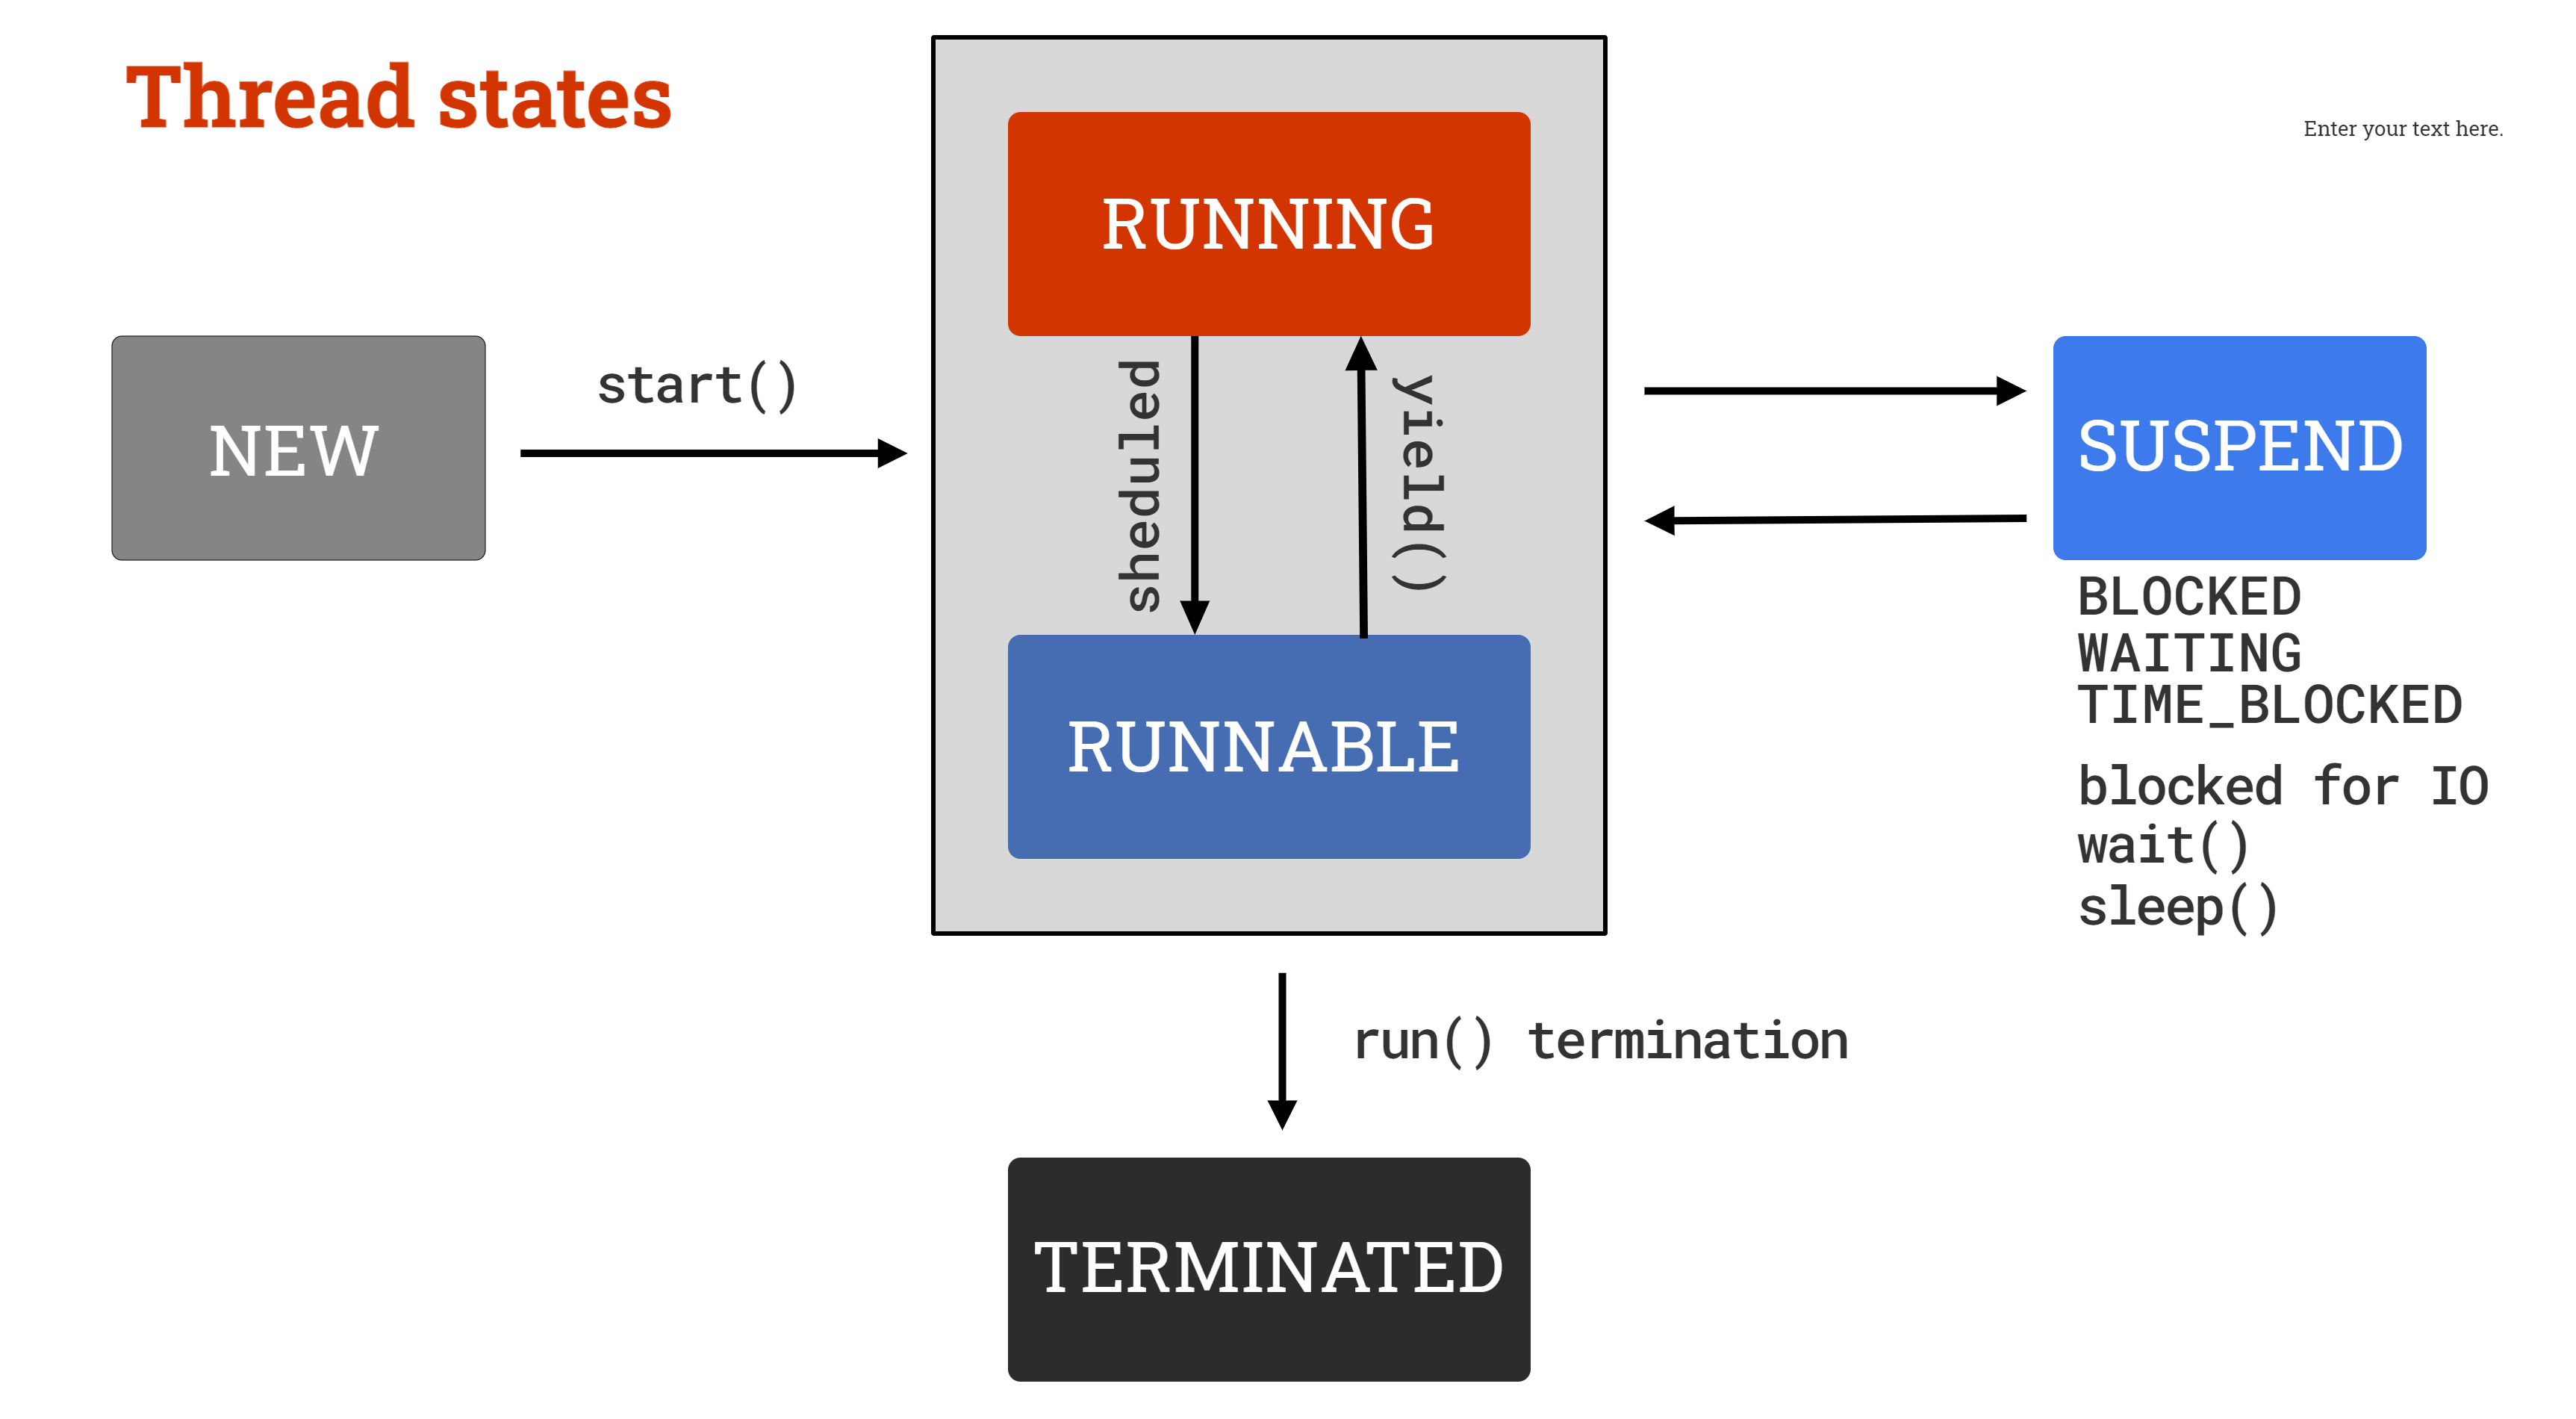 Thread states
Enter your text here.
RUNNING
NEW
start()
sheduled
yield()
SUSPEND
BLOCKED
WAITING
TIME_BLOCKED
blocked for IO
wait()
sleep()
RUNNABLE
run() termination
TERMINATED